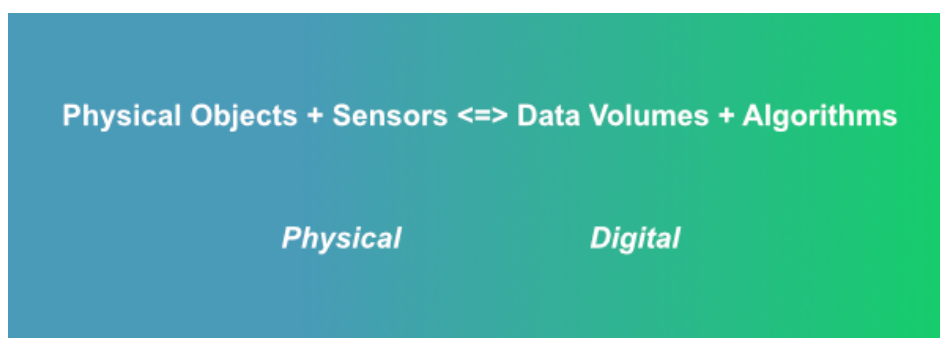 Physical Objects + Sensors <=> Data Volumes + Algorithms
Physical Digital